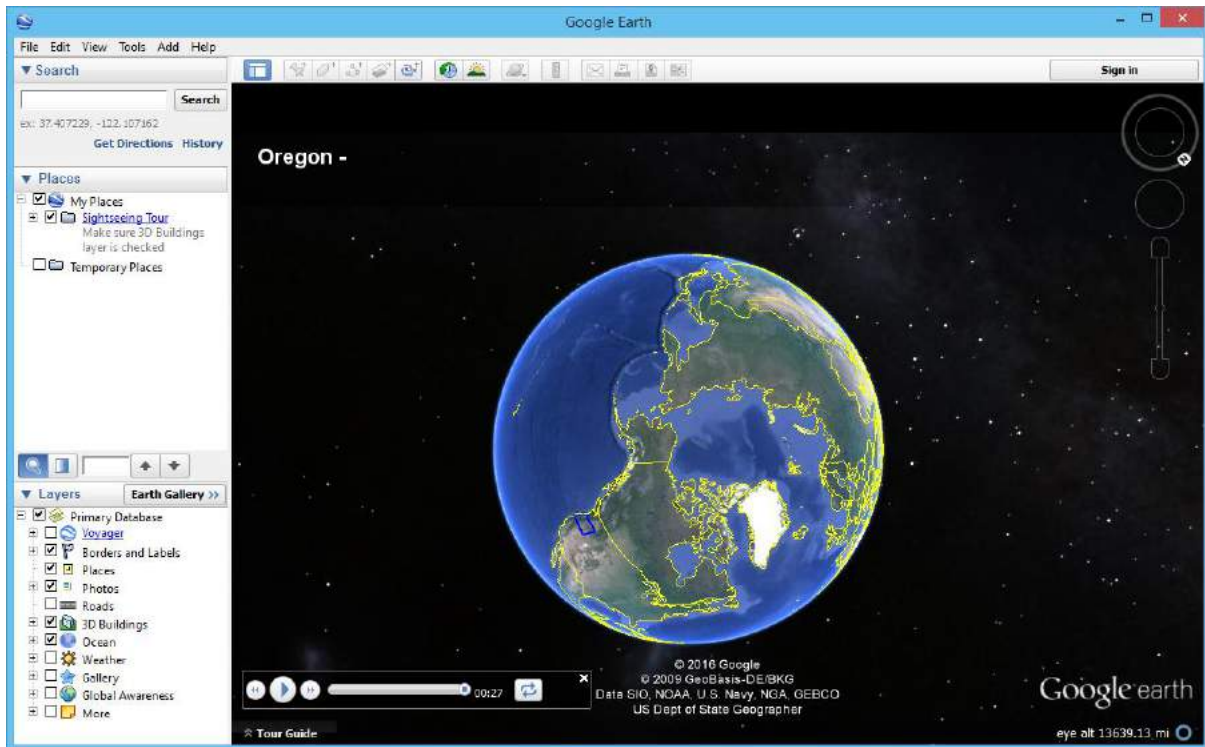 Google Earth
File Edit View Tools Add Help
▼ Search
Search
ex: 37.407229, -122.107162
Get Directions History
▼ Places
My Places
Sightseeing Tour
Make sure 3D Buildings
layer is checked
Temporary Places
▼ Layers
Earth Gallery >>
Primary Database
Voyager
Borders and Labels
Places
Photos
Roads
3D Buildings
Ocean
Weather
Gallery
Global Awareness
More
Sign in
Oregon -
00:27
© 2016 Google
© 2009 GeoBasis-DE/BKG
Data SIO, NOAA, U.S. Navy, NGA, GEBCO
US Dept of State Geographer
Google earth
Tour Guide
eye alt 13639.13 mi